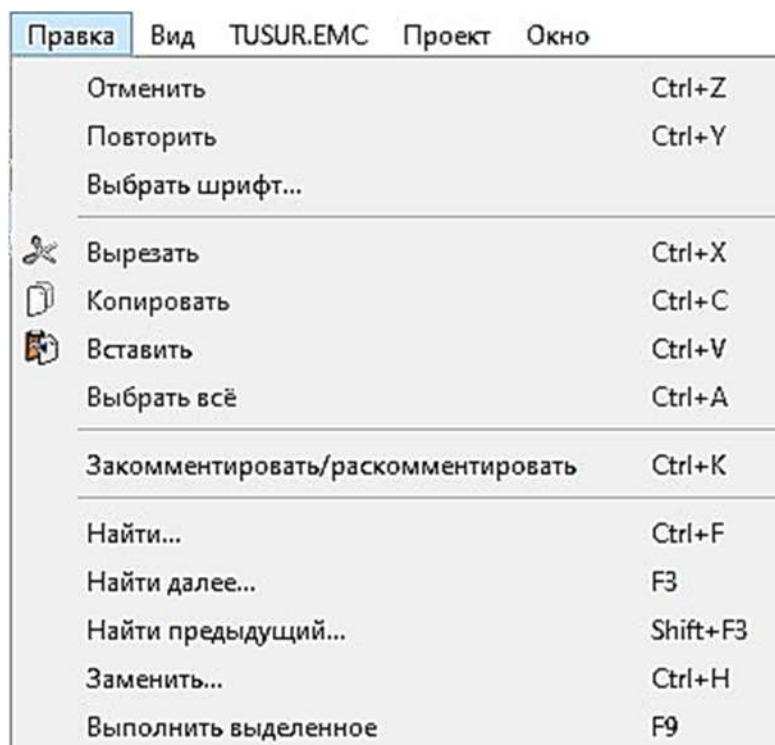 Правка Вид TUSUR.EMC Проект Окно
Отменить Ctrl+Z
Повторить Ctrl+Y
Выбрать шрифт...
Вырезать Ctrl+X
Копировать Ctrl+C
Вставить Ctrl+V
Выбрать всё Ctrl+A
Закомментировать/раскомментировать Ctrl+K
Найти... Ctrl+F
Найти далее... F3
Найти предыдущий... Shift+F3
Заменить... Ctrl+H
Выполнить выделенное F9